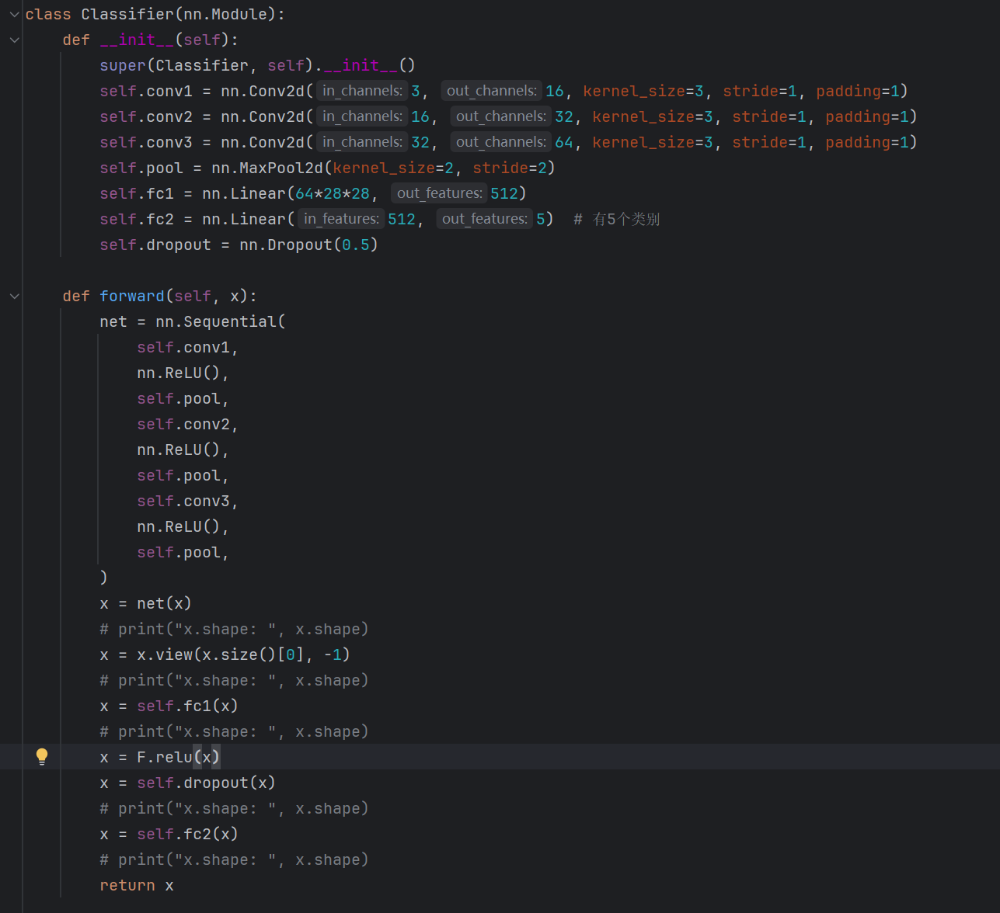 class Classifier(nn.Module):
    def __init__(self):
        super(Classifier, self).__init__()
        self.conv1 = nn.Conv2d( in_channels: 3,  out_channels: 16, kernel_size=3, stride=1, padding=1)
        self.conv2 = nn.Conv2d( in_channels: 16,  out_channels: 32, kernel_size=3, stride=1, padding=1)
        self.conv3 = nn.Conv2d( in_channels: 32,  out_channels: 64, kernel_size=3, stride=1, padding=1)
        self.pool = nn.MaxPool2d(kernel_size=2, stride=2)
        self.fc1 = nn.Linear(64*28*28,  out_features: 512)
        self.fc2 = nn.Linear( in_features: 512,  out_features: 5)  # 有5个类别
        self.dropout = nn.Dropout(0.5)

    def forward(self, x):
        net = nn.Sequential(
            self.conv1,
            nn.ReLU(),
            self.pool,
            self.conv2,
            nn.ReLU(),
            self.pool,
            self.conv3,
            nn.ReLU(),
            self.pool,
        )
        x = net(x)
        # print("x.shape: ", x.shape)
        x = x.view(x.size()[0], -1)
        # print("x.shape: ", x.shape)
        x = self.fc1(x)
        # print("x.shape: ", x.shape)
        x = F.relu(x)
        x = self.dropout(x)
        # print("x.shape: ", x.shape)
        x = self.fc2(x)
        # print("x.shape: ", x.shape)
        return x